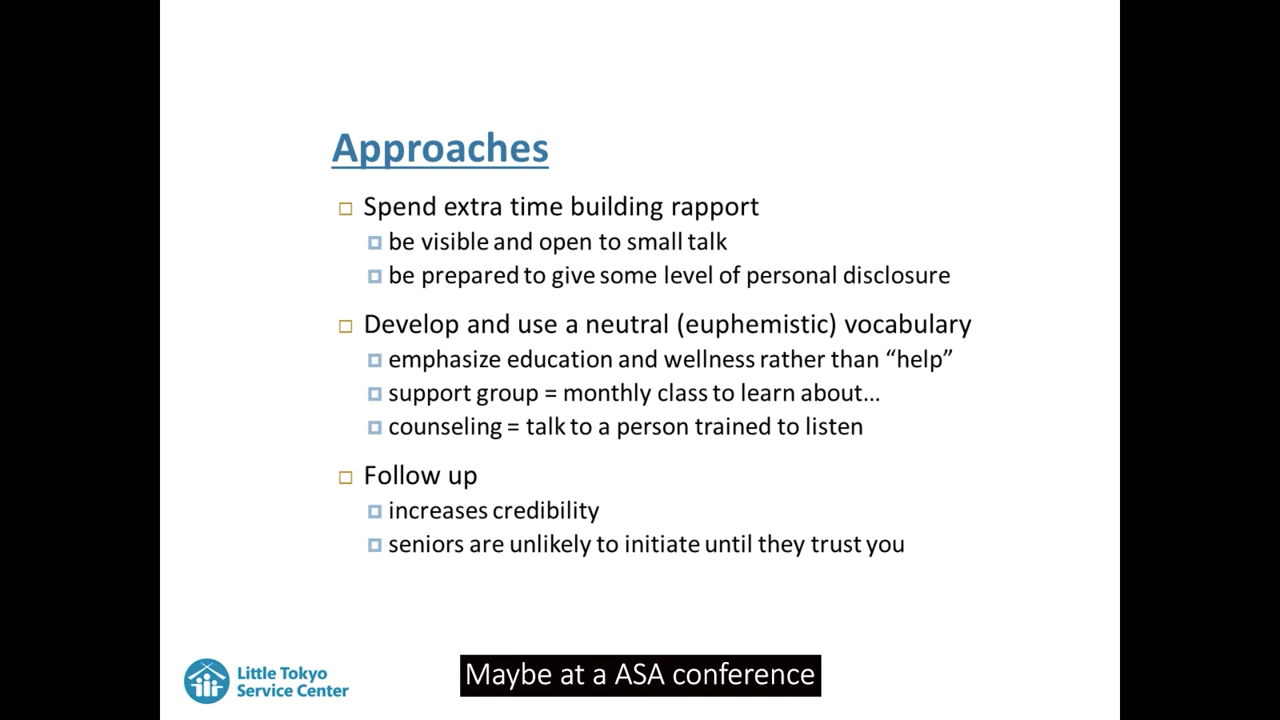 Approaches
Spend extra time building rapport
be visible and open to small talk
be prepared to give some level of personal disclosure
Develop and use a neutral (euphemistic) vocabulary
emphasize education and wellness rather than “help”
support group = monthly class to learn about…
counseling = talk to a person trained to listen
Follow up
increases credibility
seniors are unlikely to initiate until they trust you
Little Tokyo
Service Center
Maybe at a ASA conference